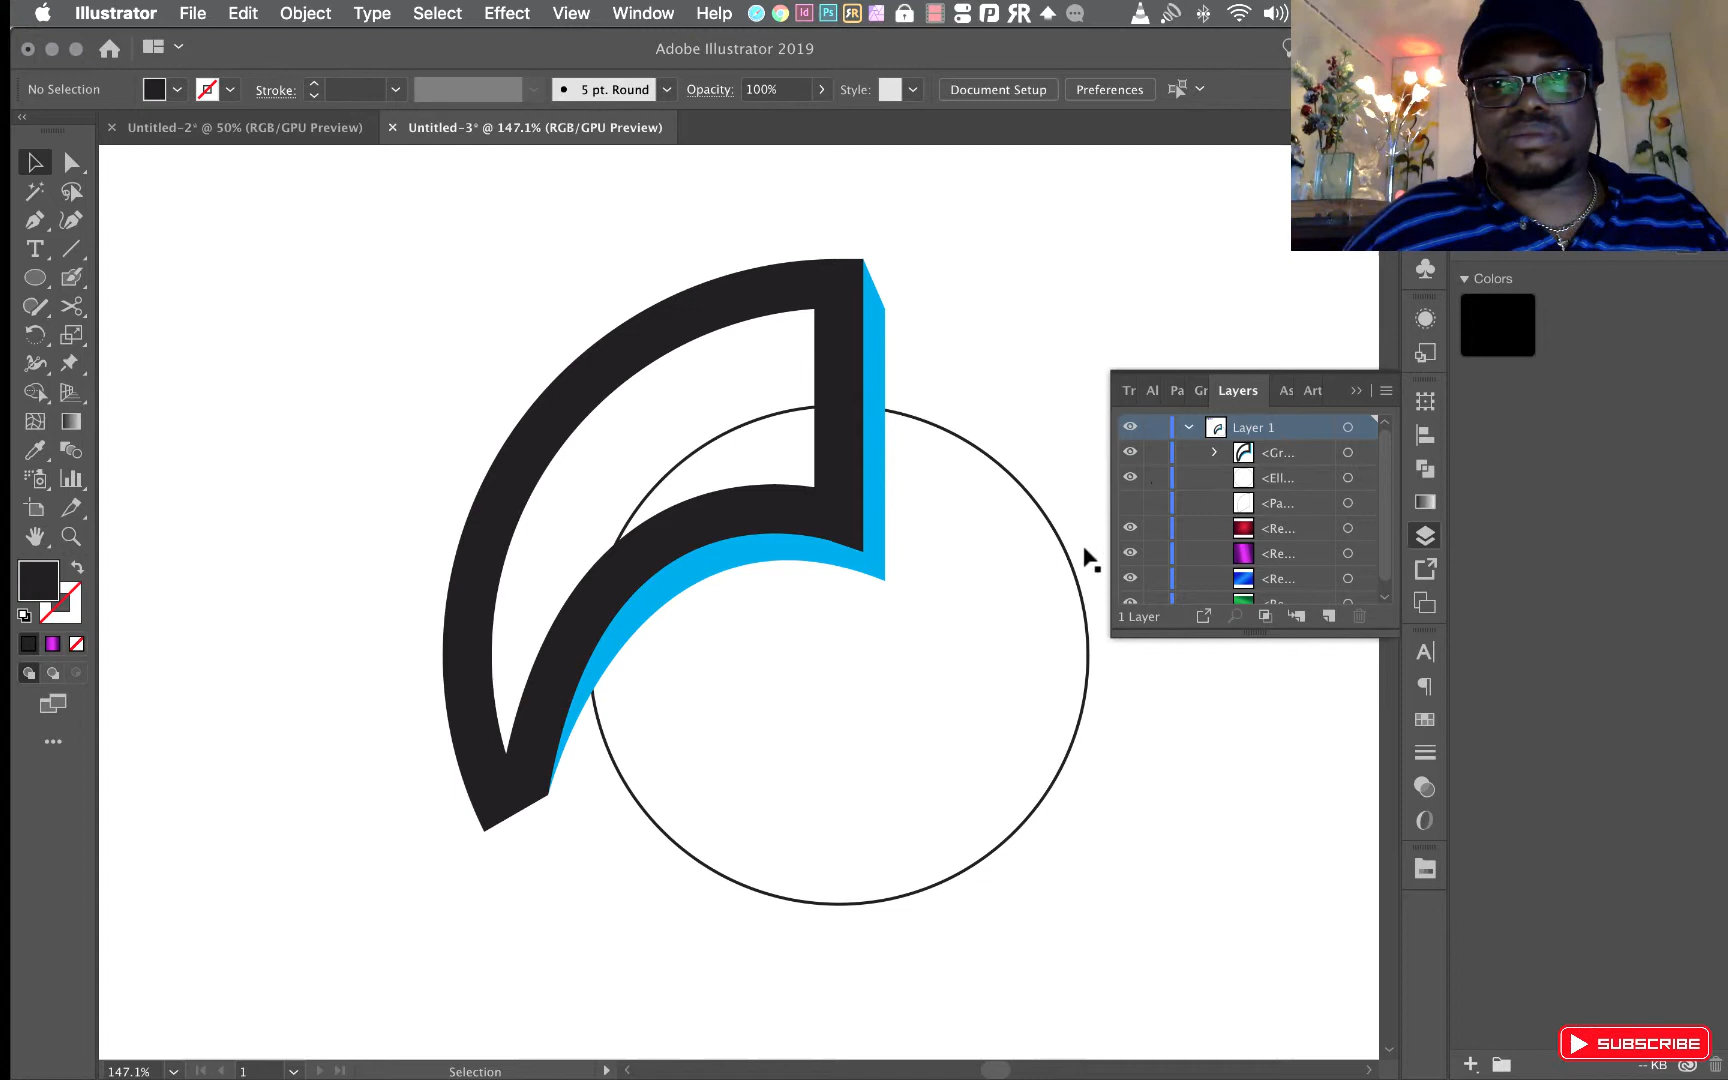 Illustrator File Edit Object Type Select Effect View Window Help
Adobe Illustrator 2019
No Selection Stroke: 5 pt. Round Opacity: 100% Style: Document Setup Preferences
Untitled-2* @ 50% (RGB/GPU Preview) Untitled-3* @ 147.1% (RGB/GPU Preview)
Colors
Tr Al Pa Gr Layers As Art
Layer 1
<Gr...
<Ell...
<Pa...
<Re...
<Re...
<Re...
1 Layer
SUBSCRIBE
147.1% 1 Selection
-- KB